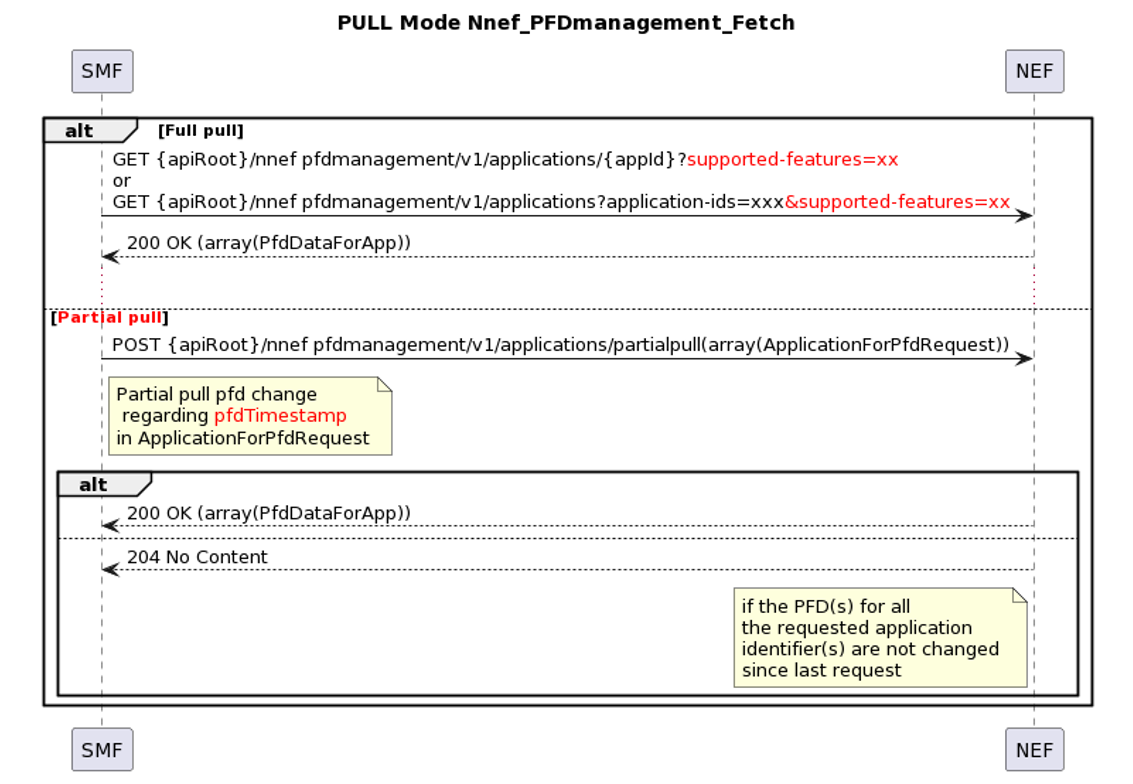 PULL Mode Nnef_PFDmanagement_Fetch
SMF
NEF
alt
[Full pull]
GET {apiRoot}/nnef pfdmanagement/v1/applications/{appId}?supported-features=xx
or
GET {apiRoot}/nnef pfdmanagement/v1/applications?application-ids=xxx&supported-features=xx
200 OK (array(PfdDataForApp))
[Partial pull]
POST {apiRoot}/nnef pfdmanagement/v1/applications/partialpull(array(ApplicationForPfdRequest))
Partial pull pfd change
regarding pfdTimestamp
in ApplicationForPfdRequest
alt
200 OK (array(PfdDataForApp))
204 No Content
if the PFD(s) for all
the requested application
identifier(s) are not changed
since last request
SMF
NEF